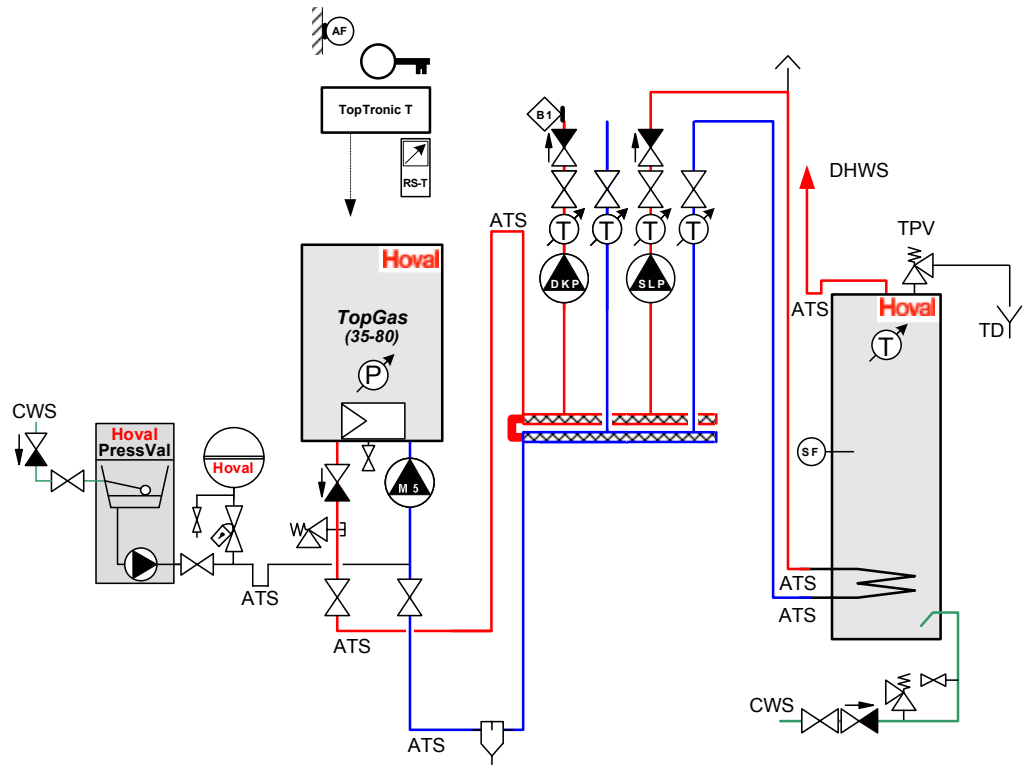 AF
TopTronic T
RS-T
B1
DHWS
ATS
TPV
Hoval
TopGas
(35-80)
P
T
T
T
T
DKP
SLP
ATS
Hoval
T
TD
CWS
Hoval
PressVal
Hoval
M 5
SF
ATS
ATS
ATS
ATS
CWS
ATS